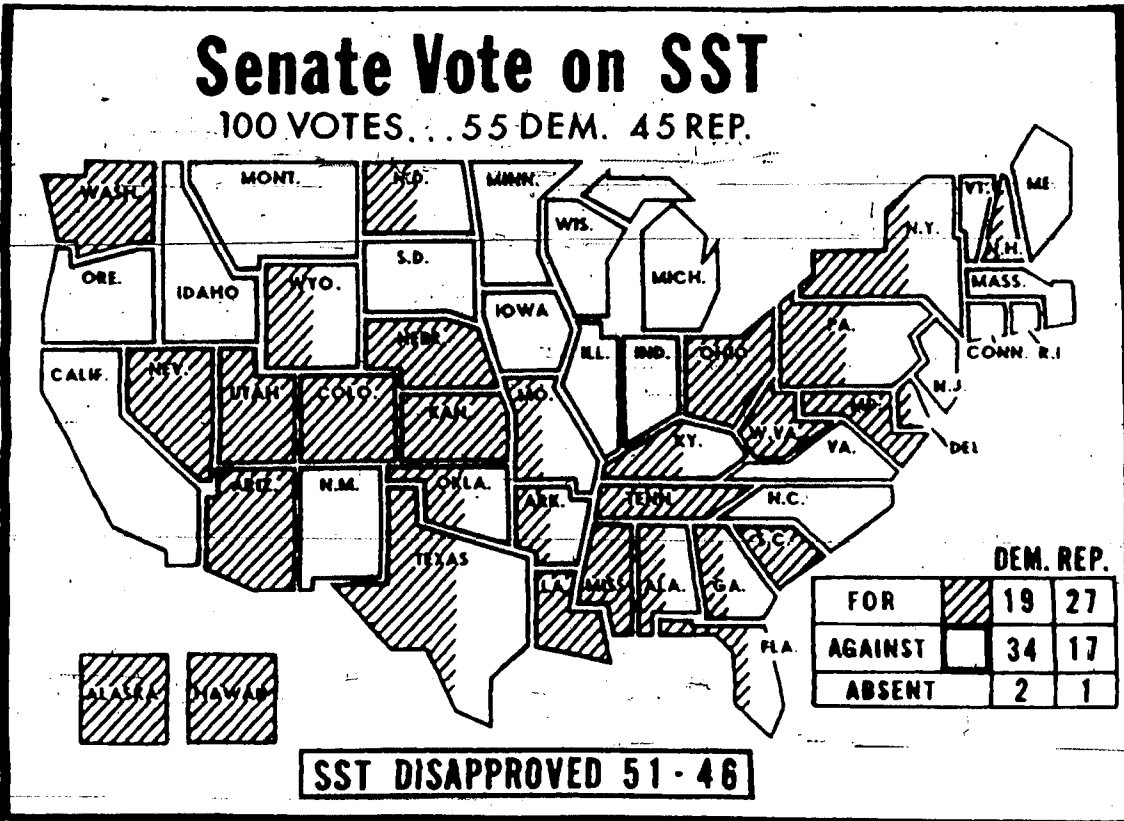 Senate Vote on SST
100 VOTES...55 DEM. 45 REP.
WASH.
MONT.
N.D.
MINN.
VT.
ME.
ORE.
IDAHO
WYO.
S.D.
WIS.
MICH.
N.Y.
N.H.
MASS.
IOWA
NEBR.
CALIF.
NEV.
UTAH
COLO.
KAN.
MO.
ILL.
IND.
OHIO
PA.
CONN.
R.I
N.J.
MD.
DEL
W.VA.
VA.
KY.
ARIZ.
N.M.
OKLA.
ARK.
TENN.
N.C.
S.C.
TEXAS
LA.
MISS.
ALA.
GA.
FLA.
ALASKA
HAWAII
DEM. REP.
FOR 19 27
AGAINST 34 17
ABSENT 2 1
SST DISAPPROVED 51-46